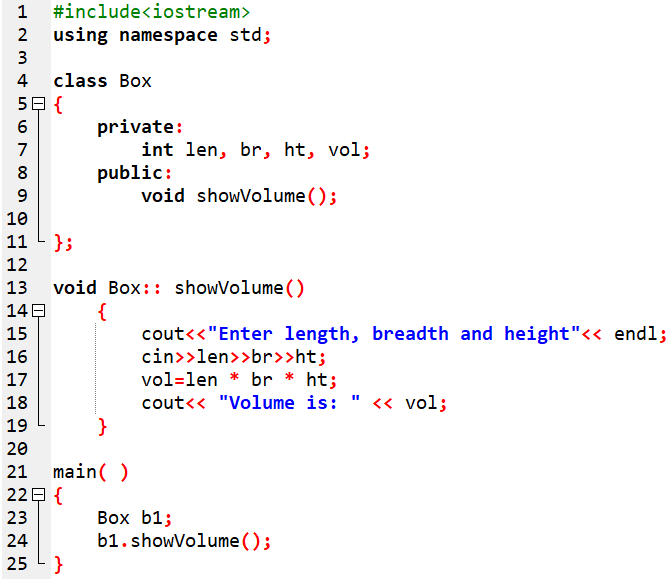 1 #include<iostream>
2 using namespace std;
3
4 class Box
5 {
6 private:
7 int len, br, ht, vol;
8 public:
9 void showVolume();
10
11 };
12
13 void Box:: showVolume()
14 {
15 cout<<"Enter length, breadth and height"<< endl;
16 cin>>len>>br>>ht;
17 vol=len * br * ht;
18 cout<< "Volume is: " << vol;
19 }
20
21 main( )
22 {
23 Box b1;
24 b1.showVolume();
25 }